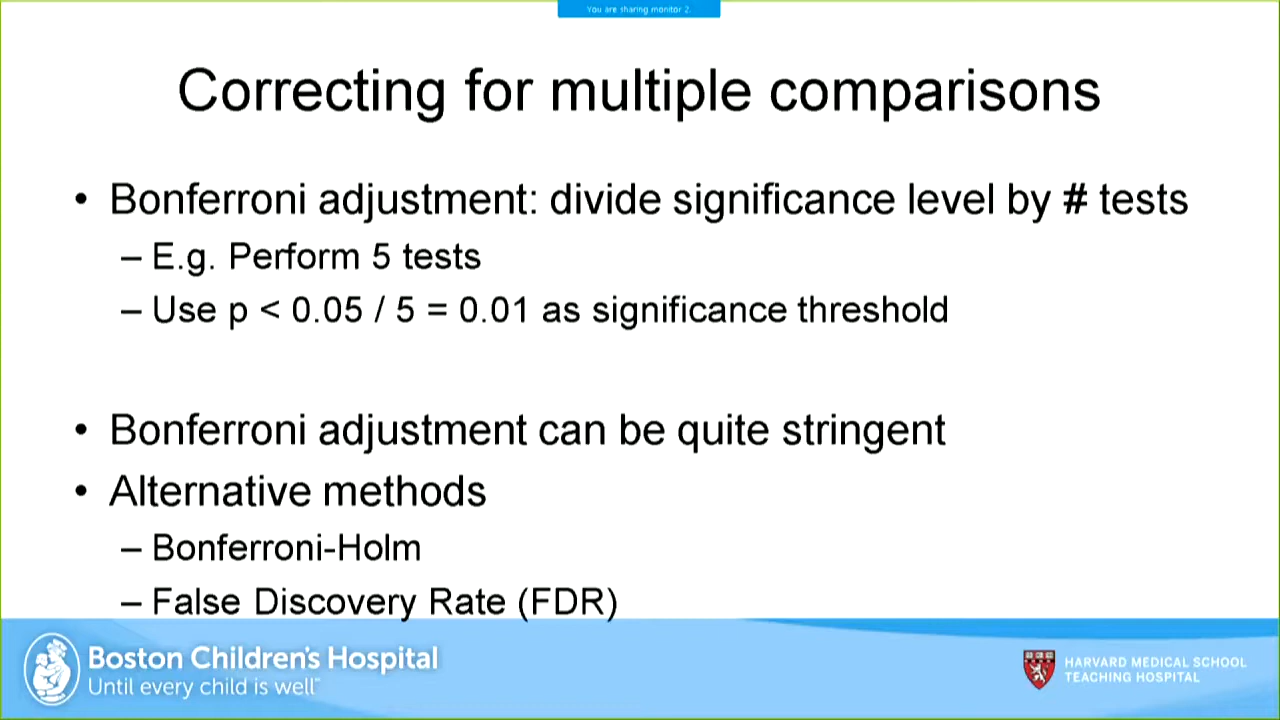 You are sharing monitor 2.
Correcting for multiple comparisons
• Bonferroni adjustment: divide significance level by # tests
– E.g. Perform 5 tests
– Use p < 0.05 / 5 = 0.01 as significance threshold
• Bonferroni adjustment can be quite stringent
• Alternative methods
– Bonferroni-Holm
– False Discovery Rate (FDR)
Boston Children's Hospital
Until every child is well™
HARVARD MEDICAL SCHOOL
TEACHING HOSPITAL